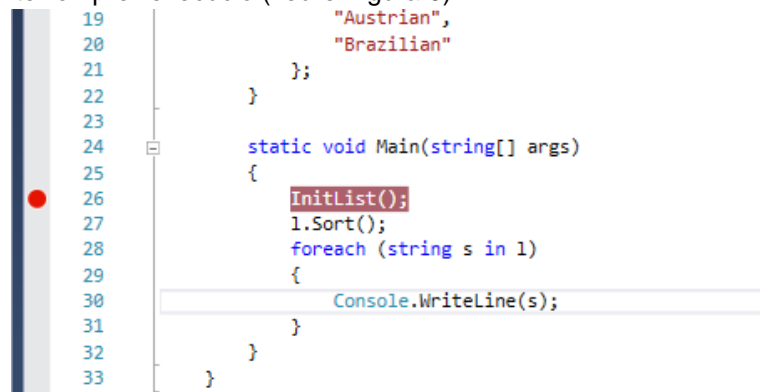 19 "Austrian",
20 "Brazilian"
21 };
22 }
23
24 static void Main(string[] args)
25 {
26 InitList();
27 l.Sort();
28 foreach (string s in l)
29 {
30 Console.WriteLine(s);
31 }
32 }
33 }